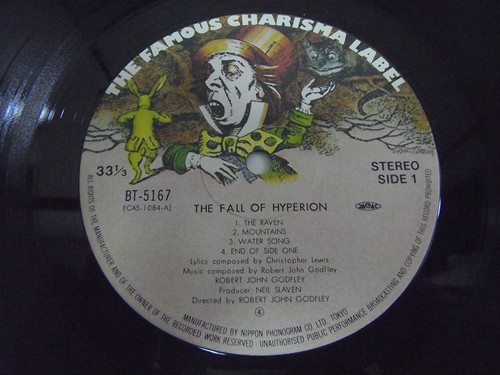 THE FAMOUS CHARISMA LABEL
33 1/3
STEREO
SIDE 1
BT-5167
(CAS-1084-A)
THE FALL OF HYPERION
1. THE RAVEN
2. MOUNTAINS
3. WATER SONG
4. END OF SIDE ONE
Lylics composed by Christopher Lewis
Music composed by Robert John Godfley
ROBERT JOHN GODFLEY
Producer NEIL SLAVEN
Directed by ROBERT JOHN GODFLEY
④
ALL RIGHTS OF THE MANUFACTURER AND OF THE OWNER OF THE RECORDED WORK RESERVED · UNAUTHORISED PUBLIC PERFORMANCE BROADCASTING AND COPYING OF THIS RECORD PROHIBITED
MANUFACTURED BY NIPPON PHONOGRAM CO. LTD. TOKYO